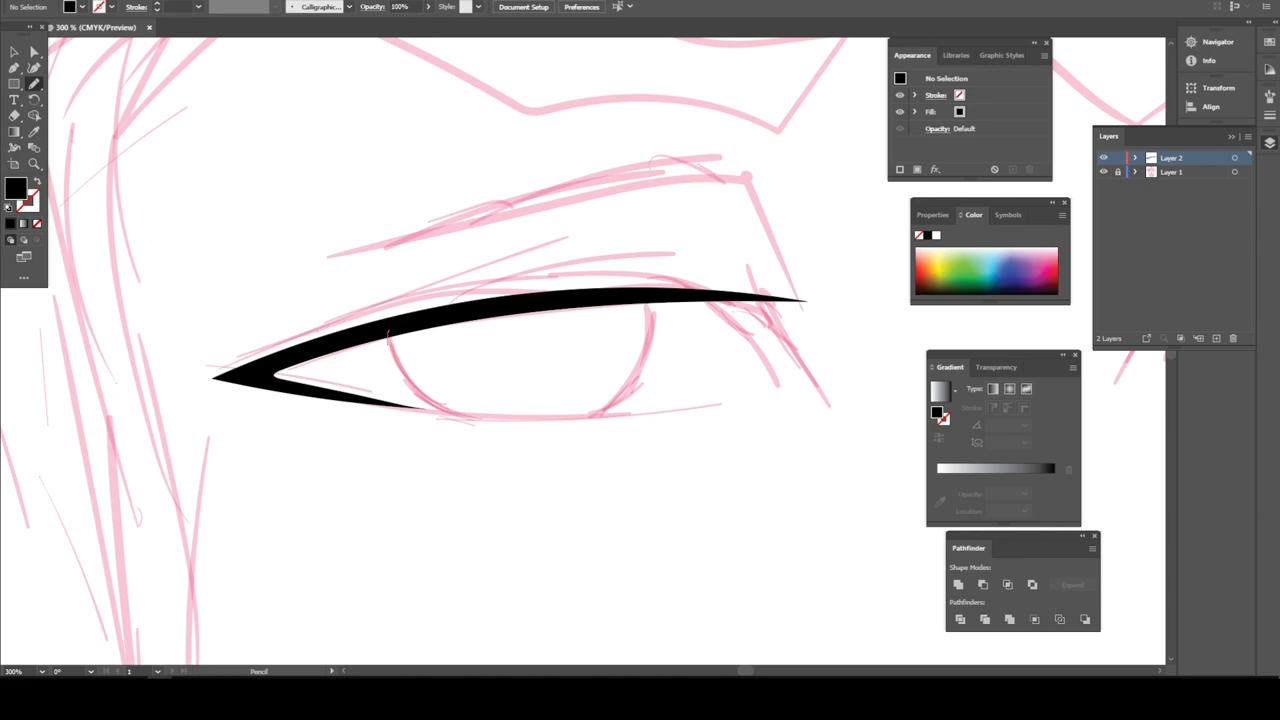 No Selection
Stroke:
Calligraphic...
Opacity: 100%
Style:
Document Setup
Preferences
@ 300 % (CMYK/Preview)
Appearance
Libraries
Graphic Styles
No Selection
Stroke:
Fill:
Opacity: Default
Navigator
Info
Transform
Align
Layers
Layer 2
Layer 1
2 Layers
Properties
Color
Symbols
Gradient
Transparency
Type:
Stroke:
Opacity:
Location:
Pathfinder
Shape Modes:
Expand
Pathfinders:
300%
0°
1
Pencil